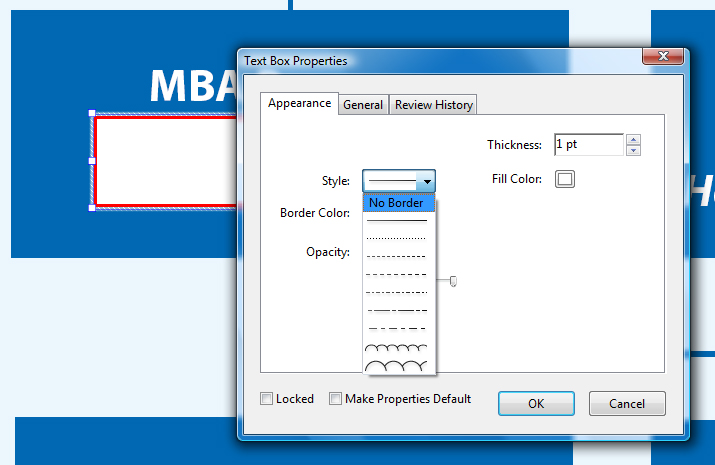 Text Box Properties
MBA
Appearance
General
Review History
Thickness:
1 pt
Style:
Fill Color:
No Border
Border Color:
Opacity:
Locked
Make Properties Default
OK
Cancel